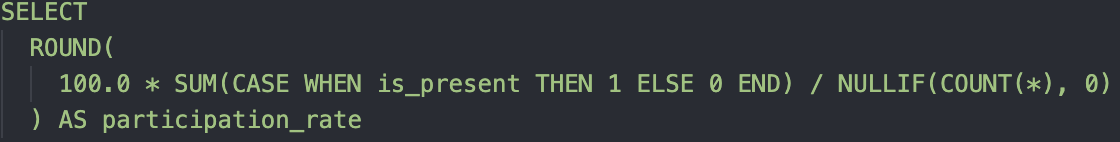 SELECT
ROUND(
100.0 * SUM(CASE WHEN is_present THEN 1 ELSE 0 END) / NULLIF(COUNT(*), 0)
) AS participation_rate